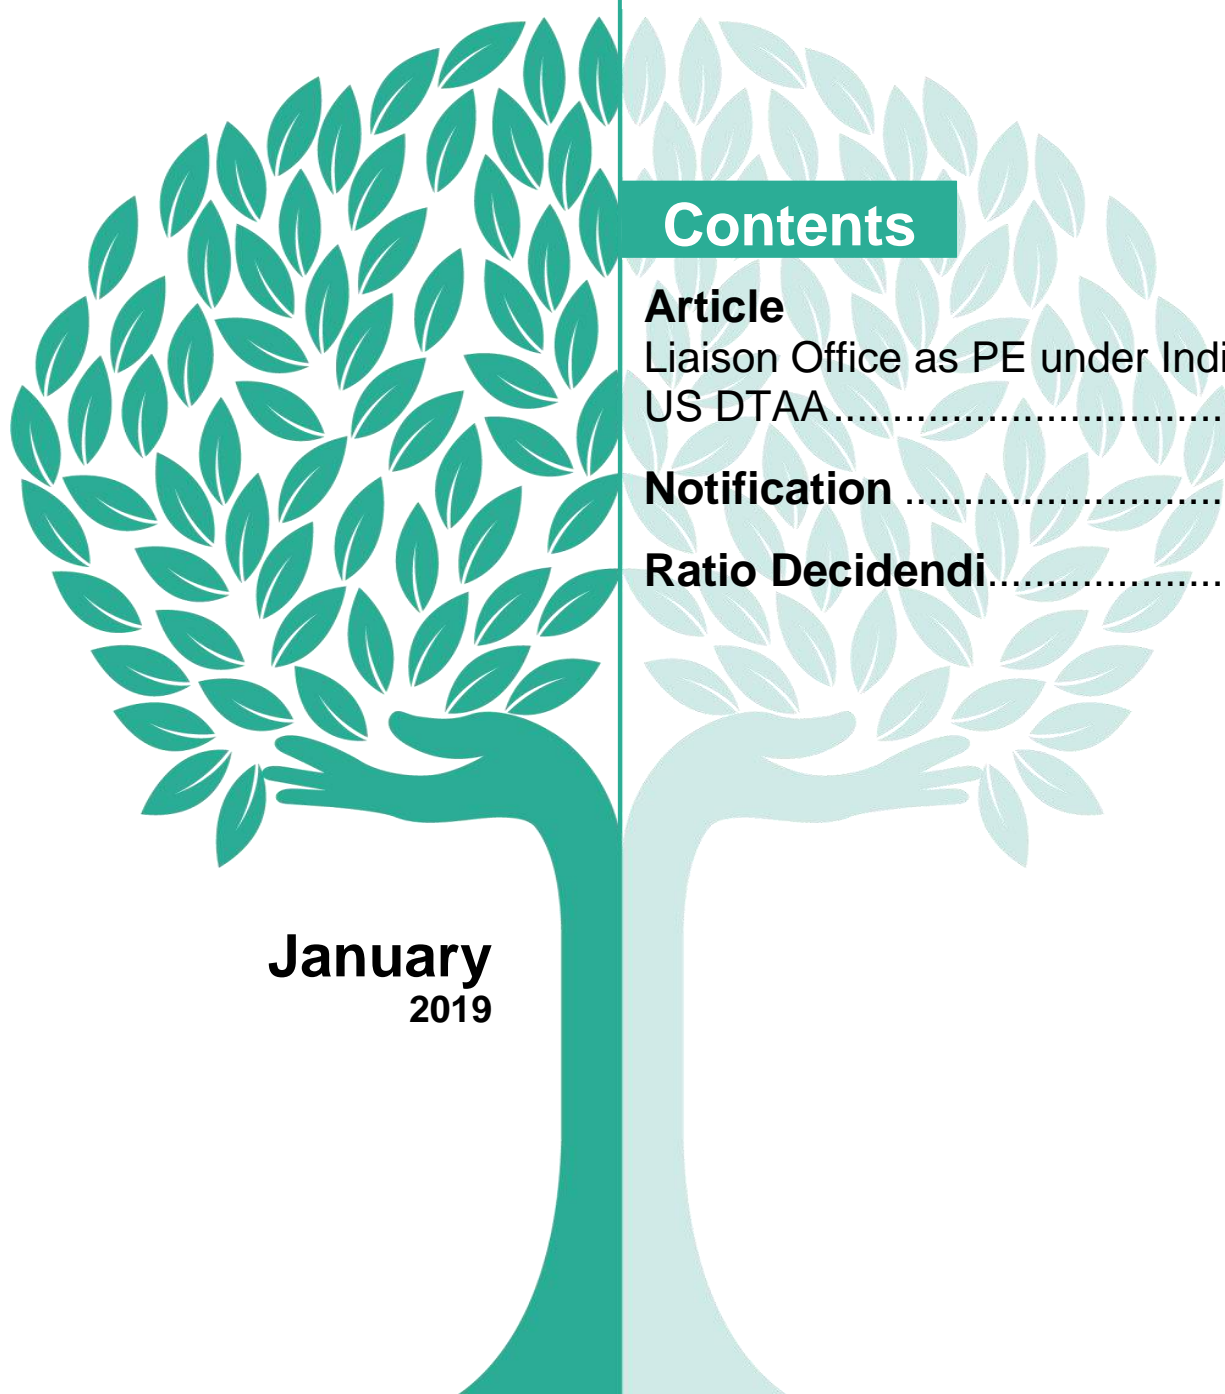 Contents
Article
Liaison Office as PE under Indi
US DTAA................................
Notification ..........................
Ratio Decidendi...................
January
2019